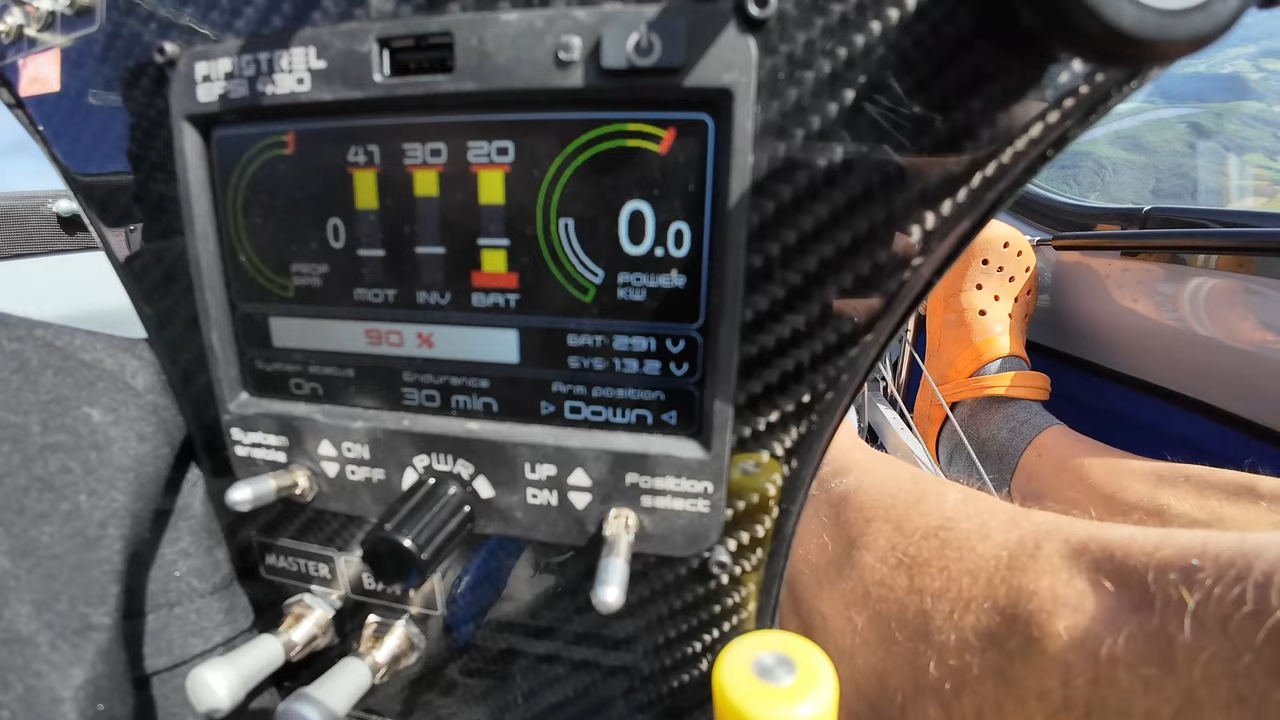 PIPISTREL
EPSI 430
41 30 20
0
PROP
RPM
MOT INV BAT
0.0
POWER
KW
90 %
BAT: 291 V
SYS: 13.2 V
System status
On
Endurance
30 min
Arm position
Down
System
enable
ON
OFF
PWR
UP
DN
Position
select
MASTER